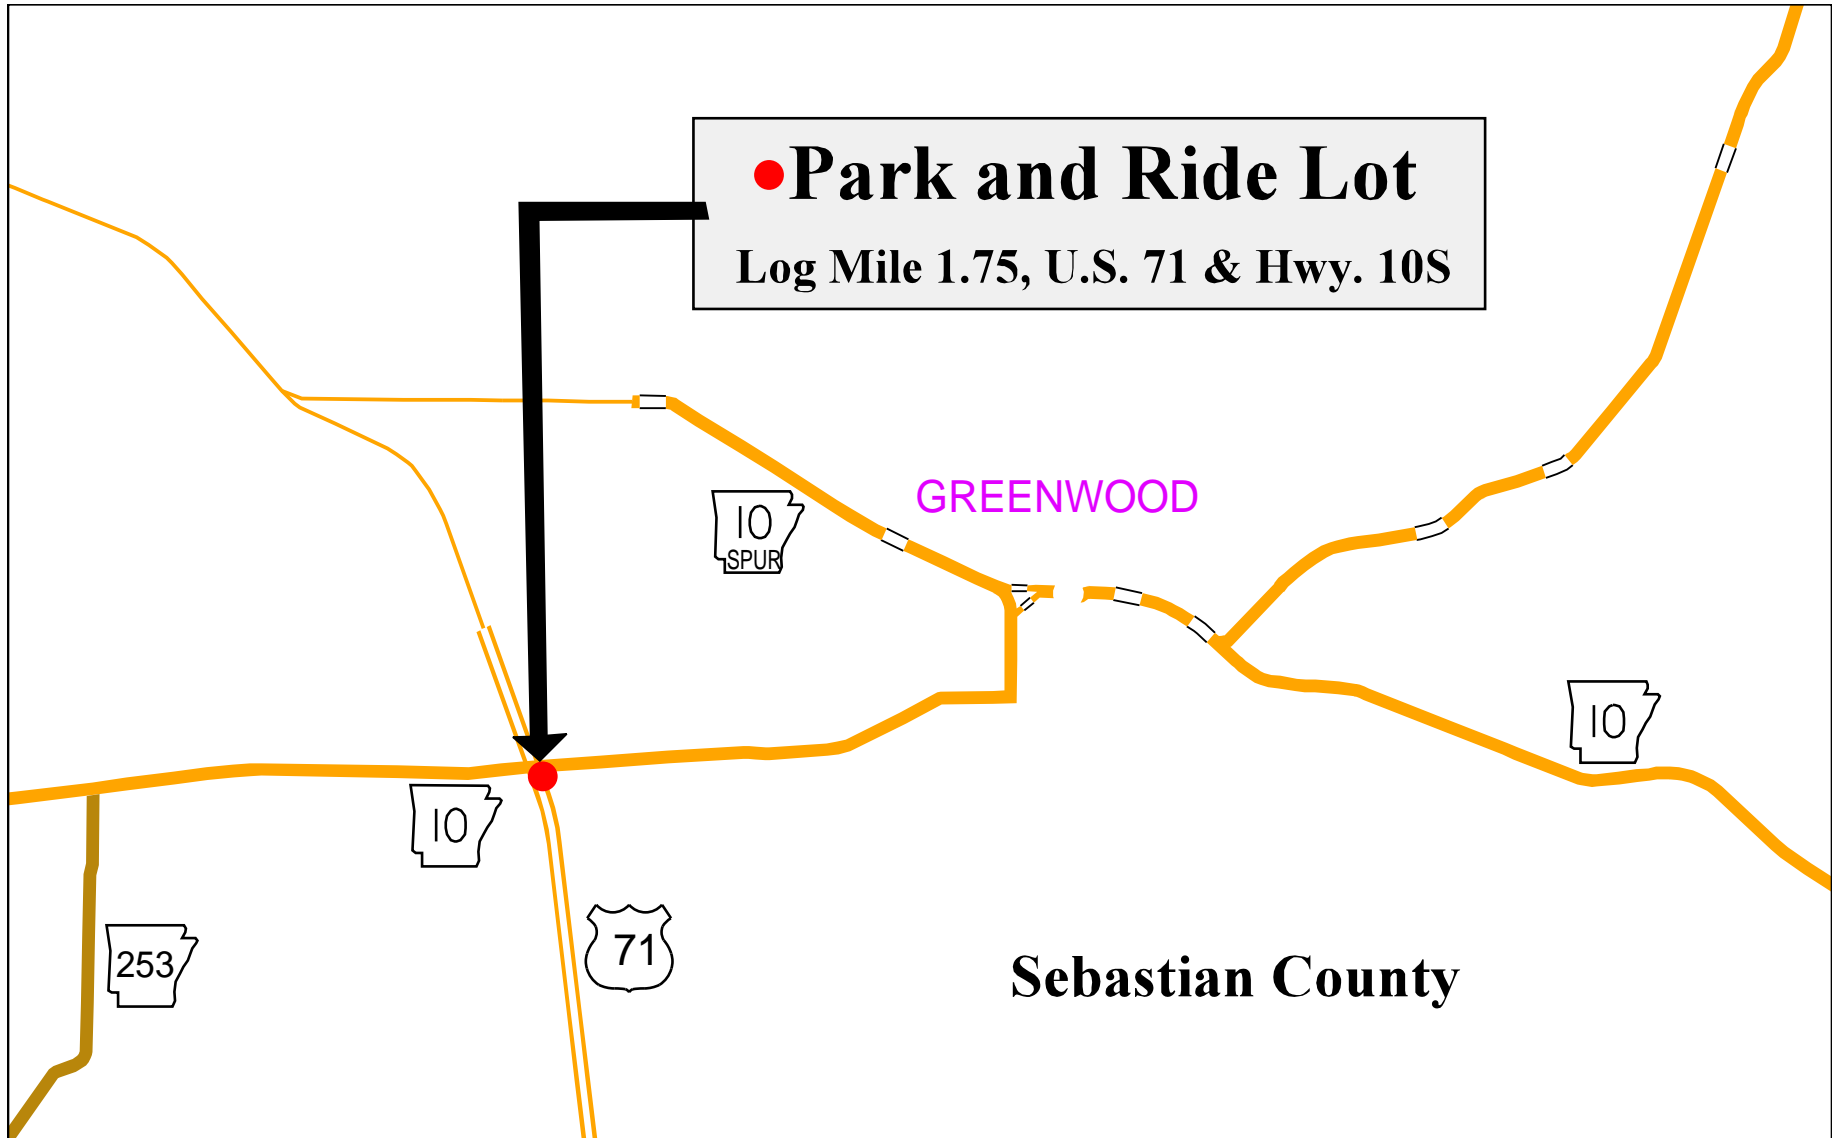 Park and Ride Lot
Log Mile 1.75, U.S. 71 & Hwy. 10S
GREENWOOD
10
SPUR
10
10
253
71
Sebastian County